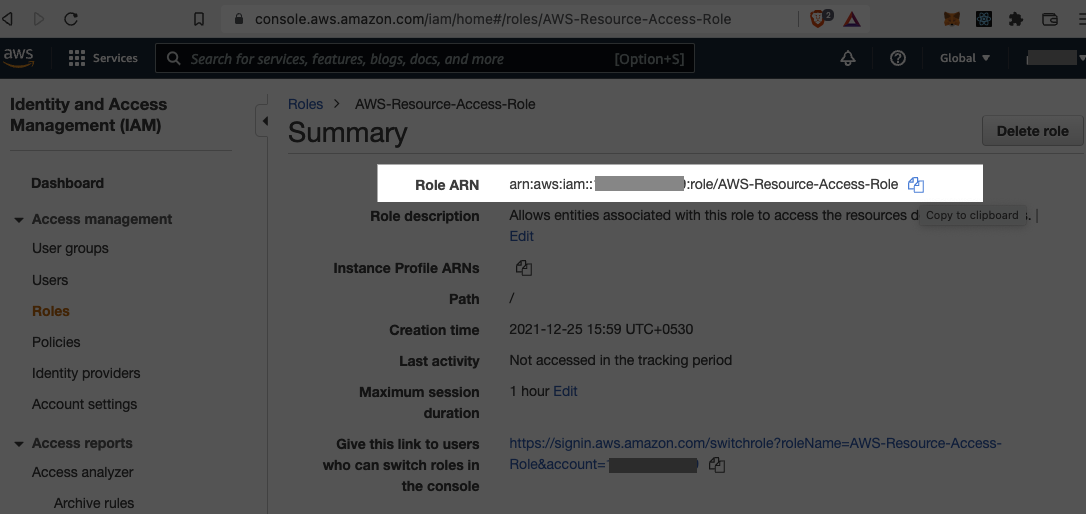 console.aws.amazon.com/iam/home#/roles/AWS-Resource-Access-Role
2
aws
Services
Search for services, features, blogs, docs, and more
[Option+S]
Global
Identity and Access
Management (IAM)
Dashboard
Access management
User groups
Users
Roles
Policies
Identity providers
Account settings
Access reports
Access analyzer
Archive rules
Roles > AWS-Resource-Access-Role
Summary
Delete role
Role ARN arn:aws:iam:: :role/AWS-Resource-Access-Role
Role description Allows entities associated with this role to access the resources
Copy to clipboard
Edit
Instance Profile ARNs
Path /
Creation time 2021-12-25 15:59 UTC+0530
Last activity Not accessed in the tracking period
Maximum session
duration
1 hour Edit
Give this link to users
who can switch roles in
the console
https://signin.aws.amazon.com/switchrole?roleName=AWS-Resource-Access-
Role&account=